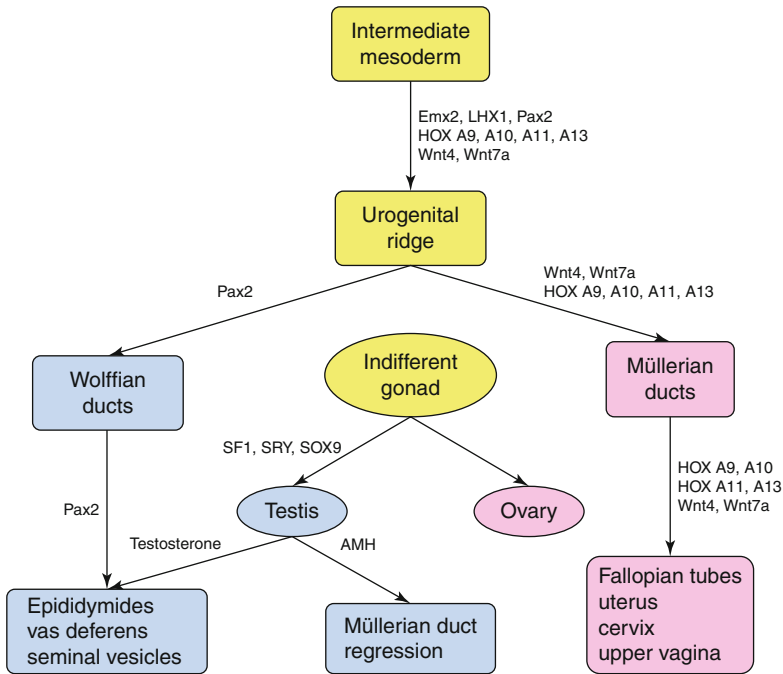 Intermediate
mesoderm
Emx2, LHX1, Pax2
HOX A9, A10, A11, A13
Wnt4, Wnt7a
Urogenital
ridge
Pax2
Wnt4, Wnt7a
HOX A9, A10, A11, A13
Wolffian
ducts
Indifferent
gonad
Müllerian
ducts
SF1, SRY, SOX9
HOX A9, A10
HOX A11, A13
Wnt4, Wnt7a
Pax2
Testis
Ovary
Testosterone
AMH
Epididymides
vas deferens
seminal vesicles
Müllerian duct
regression
Fallopian tubes
uterus
cervix
upper vagina